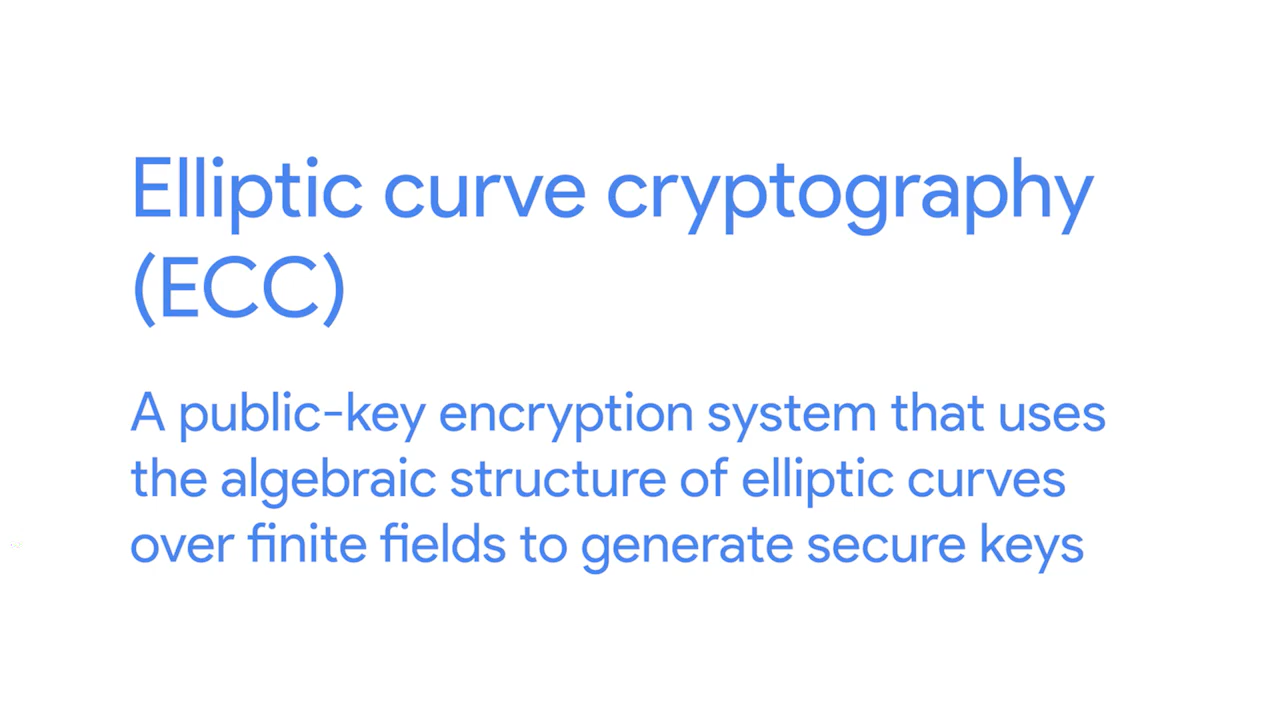 Elliptic curve cryptography
(ECC)
A public-key encryption system that uses
the algebraic structure of elliptic curves
over finite fields to generate secure keys